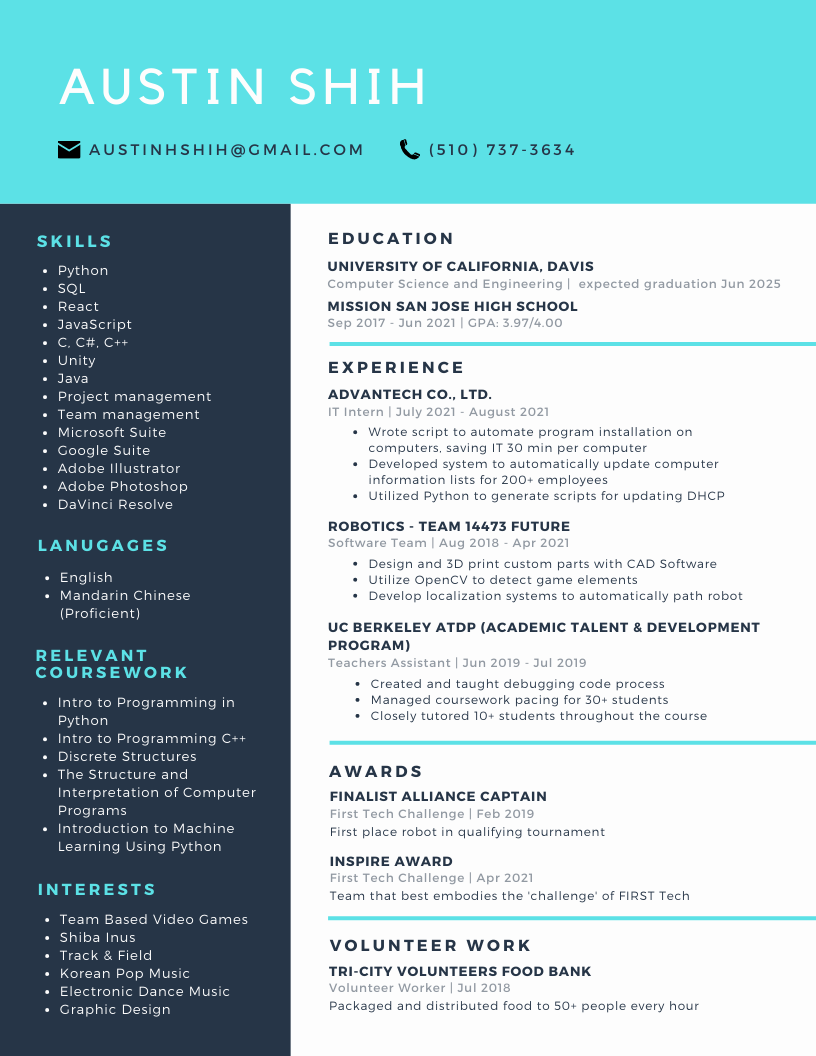 AUSTIN SHIH
AUSTINHSHIH@GMAIL.COM (510) 737-3634
SKILLS
• Python
• SQL
• React
• JavaScript
• C, C#, C++
• Unity
• Java
• Project management
• Team management
• Microsoft Suite
• Google Suite
• Adobe Illustrator
• Adobe Photoshop
• DaVinci Resolve
LANUGAGES
• English
• Mandarin Chinese
(Proficient)
RELEVANT
COURSEWORK
• Intro to Programming in
Python
• Intro to Programming C++
• Discrete Structures
• The Structure and
Interpretation of Computer
Programs
• Introduction to Machine
Learning Using Python
INTERESTS
• Team Based Video Games
• Shiba Inus
• Track & Field
• Korean Pop Music
• Electronic Dance Music
• Graphic Design
EDUCATION
UNIVERSITY OF CALIFORNIA, DAVIS
Computer Science and Engineering | expected graduation Jun 2025
MISSION SAN JOSE HIGH SCHOOL
Sep 2017 - Jun 2021 | GPA: 3.97/4.00
EXPERIENCE
ADVANTECH CO., LTD.
IT Intern | July 2021 - August 2021
• Wrote script to automate program installation on
computers, saving IT 30 min per computer
• Developed system to automatically update computer
information lists for 200+ employees
• Utilized Python to generate scripts for updating DHCP
ROBOTICS - TEAM 14473 FUTURE
Software Team | Aug 2018 - Apr 2021
• Design and 3D print custom parts with CAD Software
• Utilize OpenCV to detect game elements
• Develop localization systems to automatically path robot
UC BERKELEY ATDP (ACADEMIC TALENT & DEVELOPMENT
PROGRAM)
Teachers Assistant | Jun 2019 - Jul 2019
• Created and taught debugging code process
• Managed coursework pacing for 30+ students
• Closely tutored 10+ students throughout the course
AWARDS
FINALIST ALLIANCE CAPTAIN
First Tech Challenge | Feb 2019
First place robot in qualifying tournament
INSPIRE AWARD
First Tech Challenge | Apr 2021
Team that best embodies the 'challenge' of FIRST Tech
VOLUNTEER WORK
TRI-CITY VOLUNTEERS FOOD BANK
Volunteer Worker | Jul 2018
Packaged and distributed food to 50+ people every hour